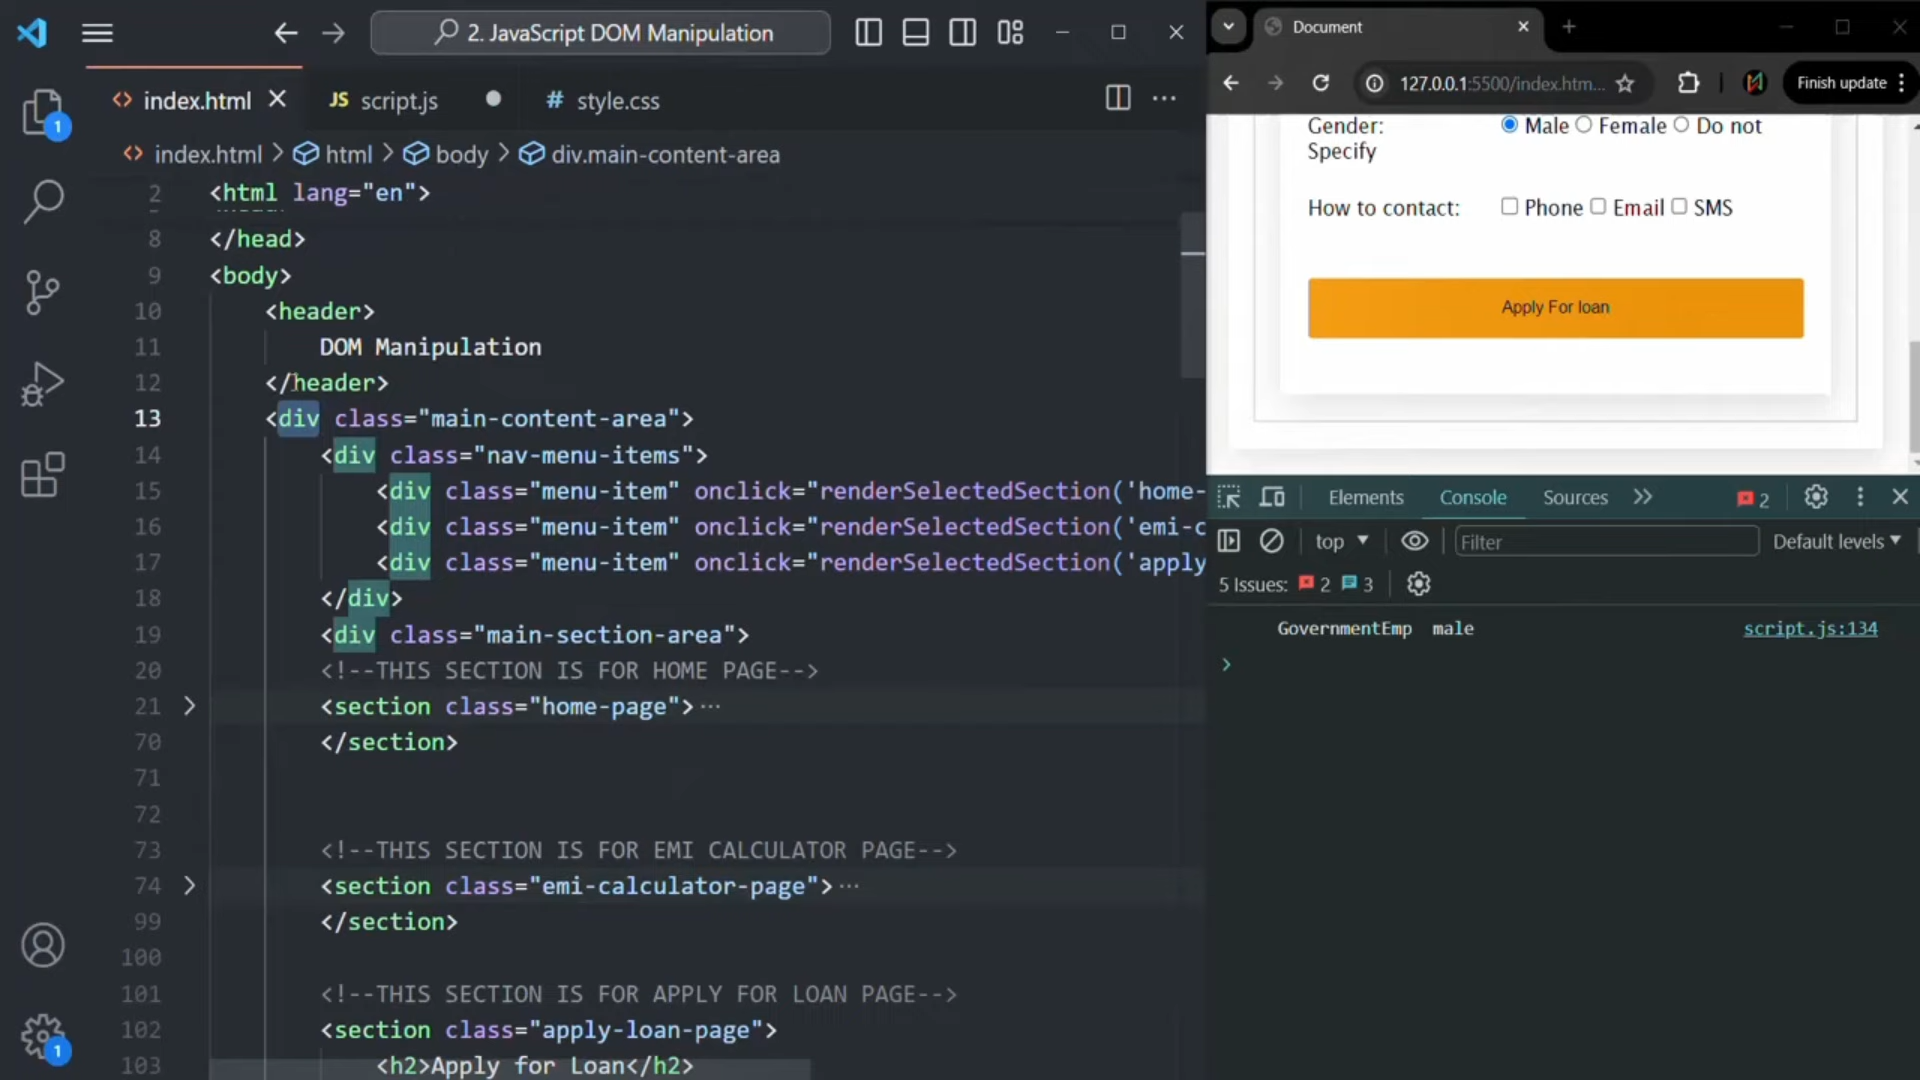 2. JavaScript DOM Manipulation
index.html
JS script.js
# style.css
index.html > html > body > div.main-content-area
2 <html lang="en">
8 </head>
9 <body>
10 <header>
11 DOM Manipulation
12 </header>
13 <div class="main-content-area">
14 <div class="nav-menu-items">
15 <div class="menu-item" onclick="renderSelectedSection('home-
16 <div class="menu-item" onclick="renderSelectedSection('emi-c
17 <div class="menu-item" onclick="renderSelectedSection('apply
18 </div>
19 <div class="main-section-area">
20 <!--THIS SECTION IS FOR HOME PAGE-->
21 <section class="home-page"> ···
70 </section>
71
72
73 <!--THIS SECTION IS FOR EMI CALCULATOR PAGE-->
74 <section class="emi-calculator-page"> ···
99 </section>
100
101 <!--THIS SECTION IS FOR APPLY FOR LOAN PAGE-->
102 <section class="apply-loan-page">
103 <h2>Apply for Loan</h2>
1
1
Document
127.0.0.1:5500/index.htm...
Finish update
Gender: Male Female Do not
Specify
How to contact: Phone Email SMS
Apply For loan
Elements Console Sources 2
top Filter Default levels
5 Issues: 2 3
GovernmentEmp male script.js:134